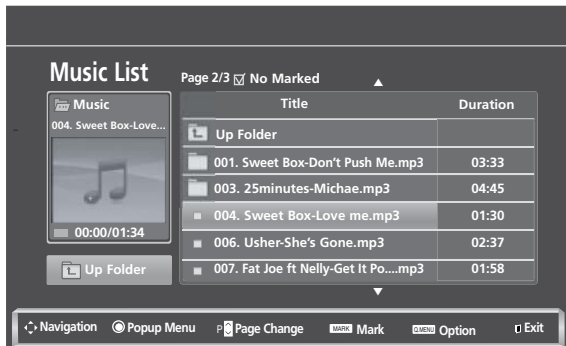 Music List
Page 2/3 No Marked
Music
004. Sweet Box-Love...
00:00/01:34
Up Folder
Title Duration
Up Folder
001. Sweet Box-Don't Push Me.mp3 03:33
003. 25minutes-Michae.mp3 04:45
004. Sweet Box-Love me.mp3 01:30
006. Usher-She's Gone.mp3 02:37
007. Fat Joe ft Nelly-Get It Po....mp3 01:58
Navigation Popup Menu P Page Change MARK Mark Q.MENU Option Exit